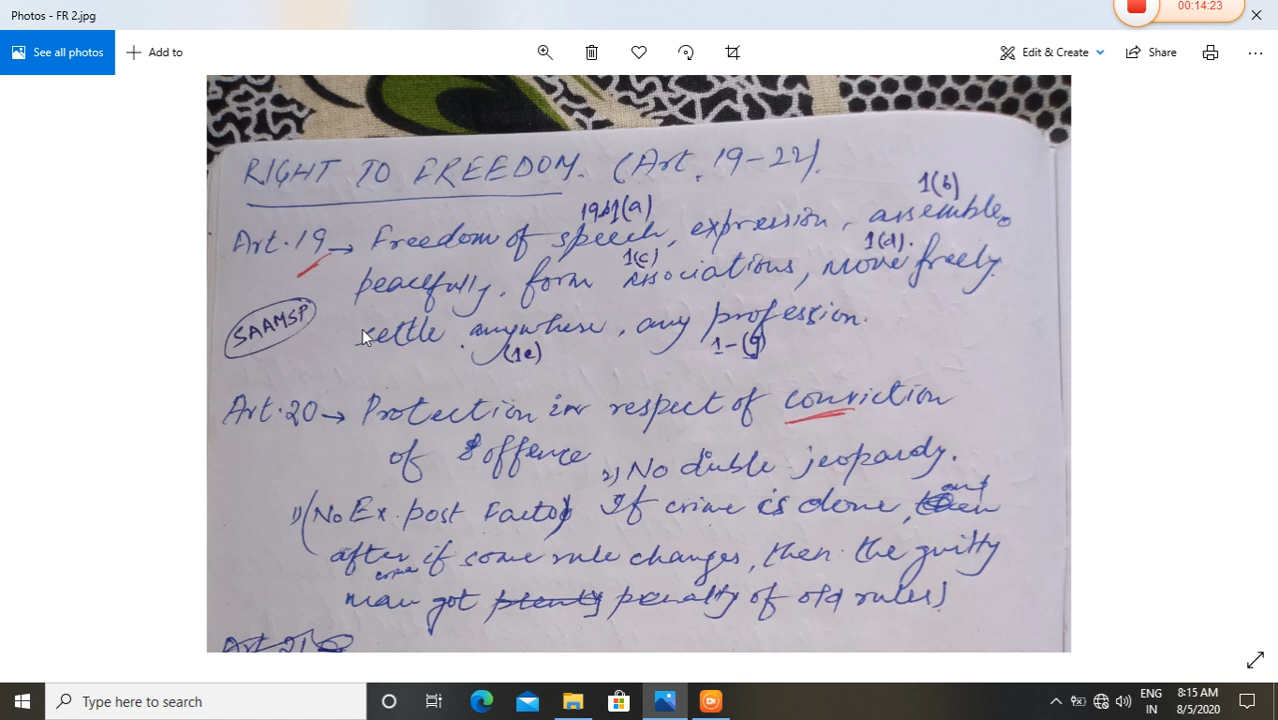 Photos - FR 2.jpg
00:14:23
See all photos
Add to
Edit & Create
Share
RIGHT TO FREEDOM. (Art. 19-22).
19 1(a) 1(b)
Art. 19 → Freedom of speech, expression, assemble
1(c) 1(d).
peacefully, form associations, move freely.
SAAMSP
settle anywhere, any profession.
(1e) 1-(g)
Art. 20 → Protection in respect of conviction
of offence
2) No duble jeopardy.
1) (No Ex. post Facto) If crime is done, and
after if some rule changes, then the guilty
crime
man got penalty of old rules)
Art 21
Type here to search
ENG
IN
8:15 AM
8/5/2020